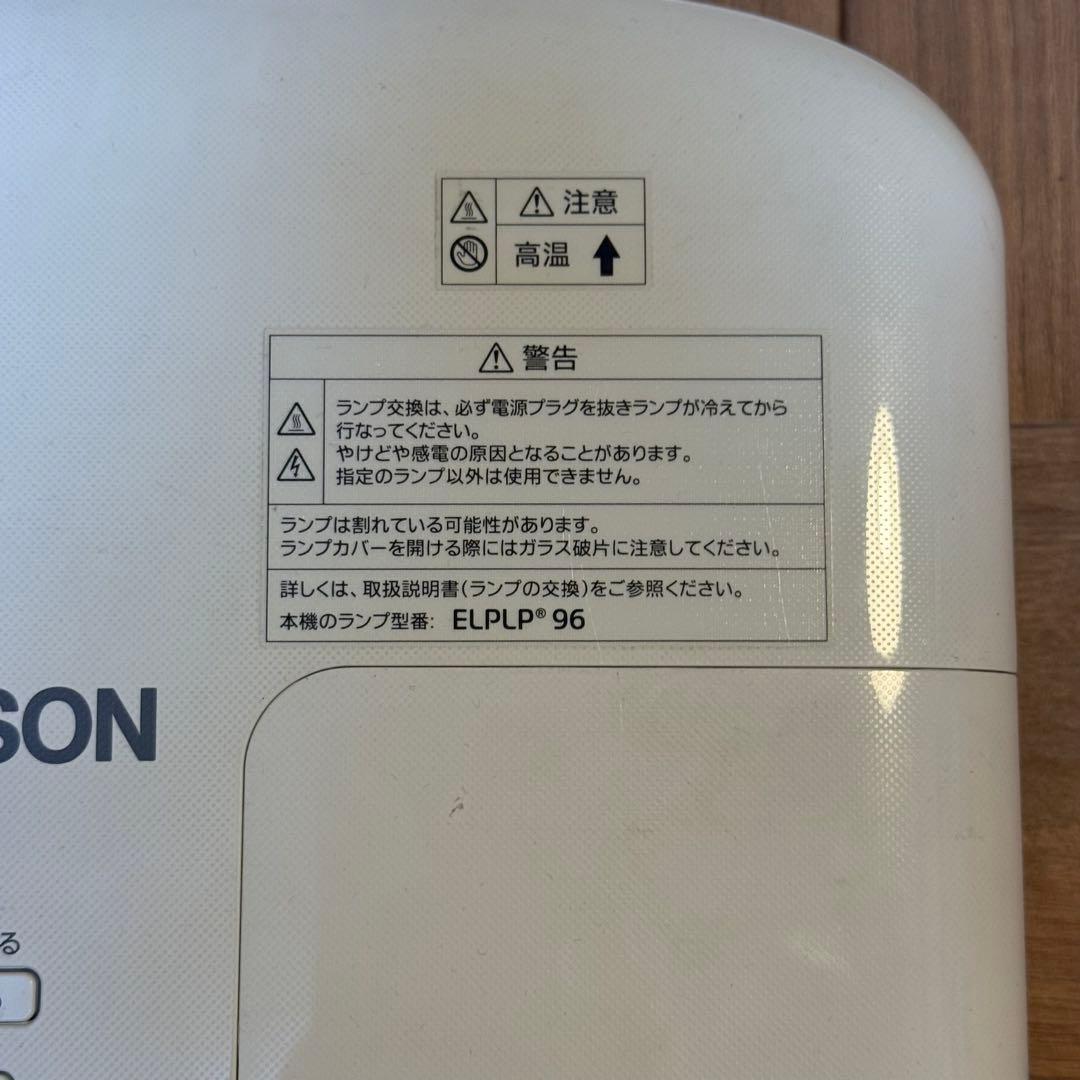 注意
高温
警告
ランプ交換は、必ず電源プラグを抜きランプが冷えてから
行なってください。
やけどや感電の原因となることがあります。
指定のランプ以外は使用できません。
ランプは割れている可能性があります。
ランプカバーを開ける際にはガラス破片に注意してください。
詳しくは、取扱説明書(ランプの交換)をご参照ください。
本機のランプ型番: ELPLP® 96
SON
る